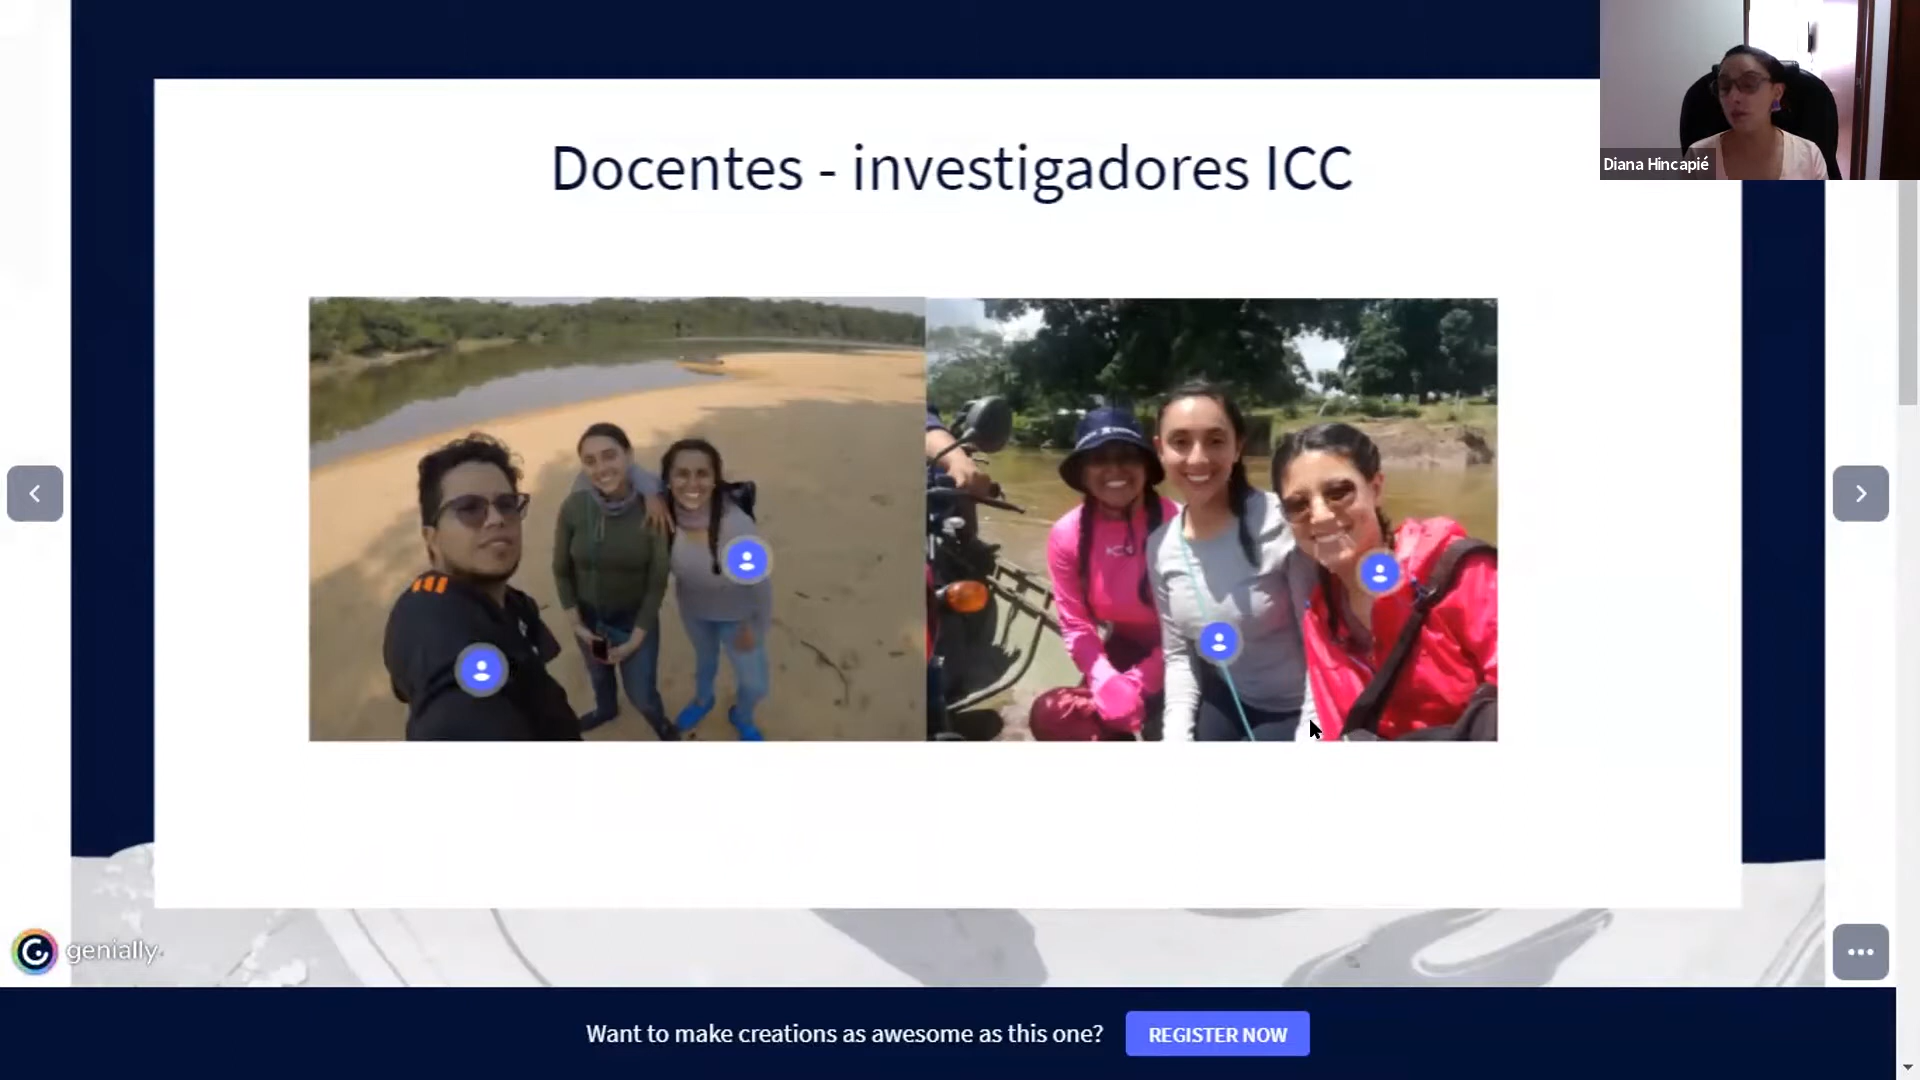 Docentes - investigadores ICC
Diana Hincapié
genially.
Want to make creations as awesome as this one?
REGISTER NOW